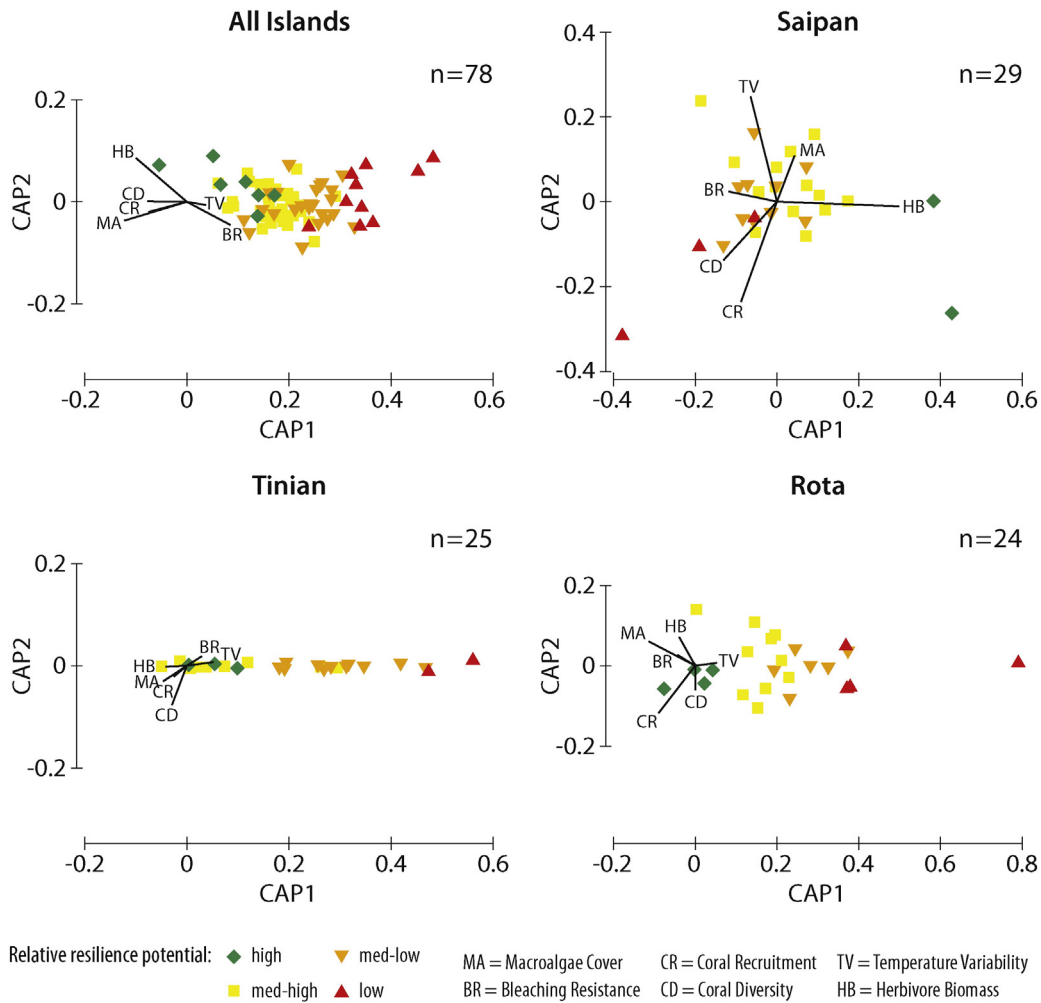 All Islands
n=78
CAP2
0.2
0
-0.2
HB
CD
CR
MA
TV
BR
-0.2 0 0.2 0.4 0.6
CAP1
Saipan
n=29
CAP2
0.4
0.2
0
-0.2
-0.4
TV
MA
BR
HB
CD
CR
-0.4 -0.2 0 0.2 0.4 0.6
CAP1
Tinian
n=25
CAP2
0.2
0
-0.2
BR
TV
HB
MA
CR
CD
-0.2 0 0.2 0.4 0.6
CAP1
Rota
n=24
CAP2
0.2
0
-0.2
MA
HB
BR
TV
CD
CR
-0.2 0 0.2 0.4 0.6 0.8
CAP1
Relative resilience potential: high med-low
med-high low
MA = Macroalgae Cover CR = Coral Recruitment TV = Temperature Variability
BR = Bleaching Resistance CD = Coral Diversity HB = Herbivore Biomass